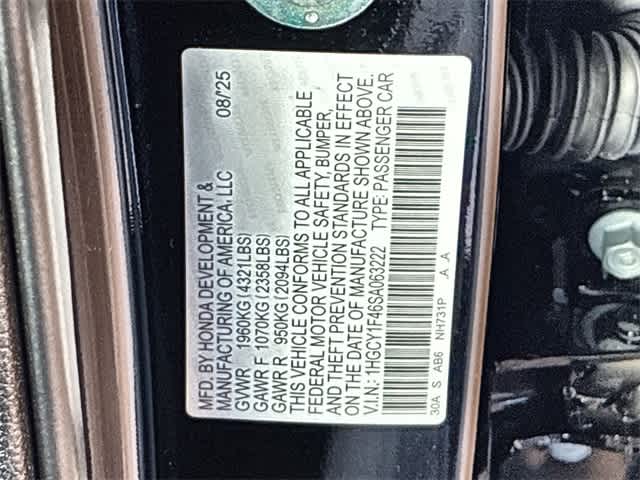 MFD. BY HONDA DEVELOPMENT &
MANUFACTURING OF AMERICA, LLC 08/25
GVWR 1960KG (4321LBS)
GAWR F 1070KG (2358LBS)
GAWR R 950KG (2094LBS)
THIS VEHICLE CONFORMS TO ALL APPLICABLE
FEDERAL MOTOR VEHICLE SAFETY, BUMPER,
AND THEFT PREVENTION STANDARDS IN EFFECT
ON THE DATE OF MANUFACTURE SHOWN ABOVE.
V.I.N.: 1HGCY1F46SA063222 TYPE: PASSENGER CAR
30A S AB6 NH731P .A .A